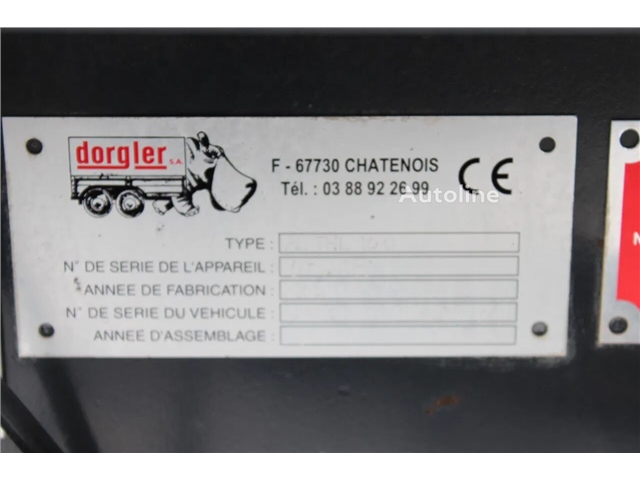 dorgler S.A.
F - 67730 CHATENOIS
Tél. : 03 88 92 26 99
CE
Autoline
TYPE :
N° DE SERIE DE L'APPAREIL :
ANNEE DE FABRICATION :
N° DE SERIE DU VEHICULE :
ANNEE D'ASSEMBLAGE :
N